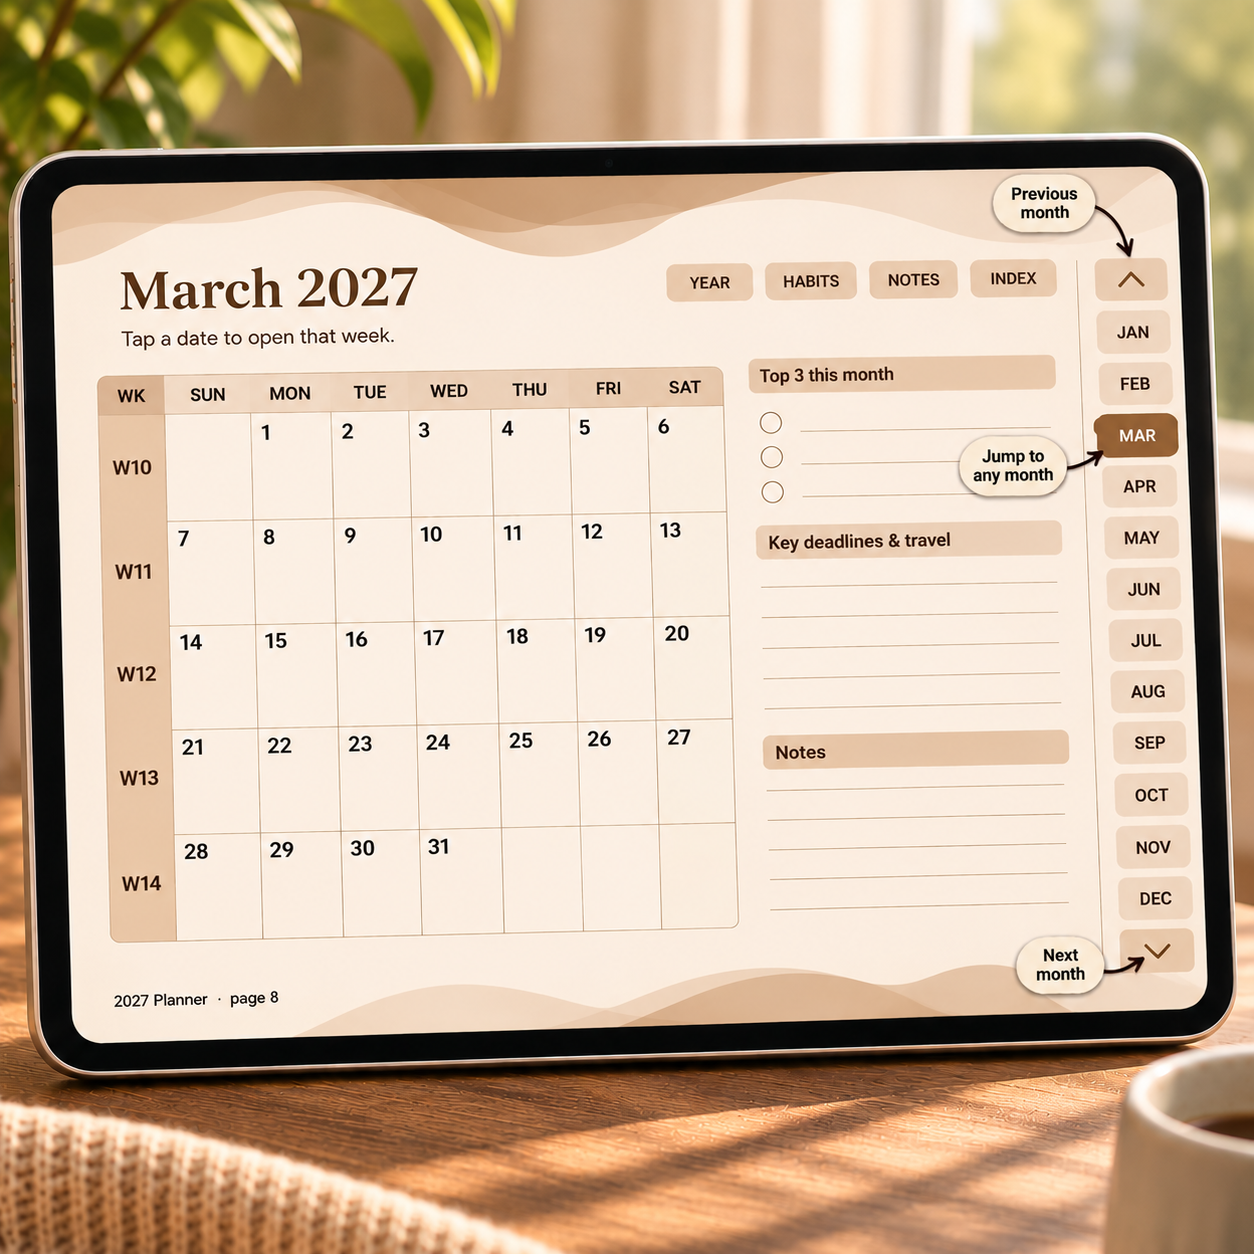 Previous
month
March 2027
Tap a date to open that week.
YEAR HABITS NOTES INDEX
WK SUN MON TUE WED THU FRI SAT
W10 1 2 3 4 5 6
W11 7 8 9 10 11 12 13
W12 14 15 16 17 18 19 20
W13 21 22 23 24 25 26 27
W14 28 29 30 31
Top 3 this month
Jump to
any month
Key deadlines & travel
Notes
JAN
FEB
MAR
APR
MAY
JUN
JUL
AUG
SEP
OCT
NOV
DEC
Next
month
2027 Planner · page 8